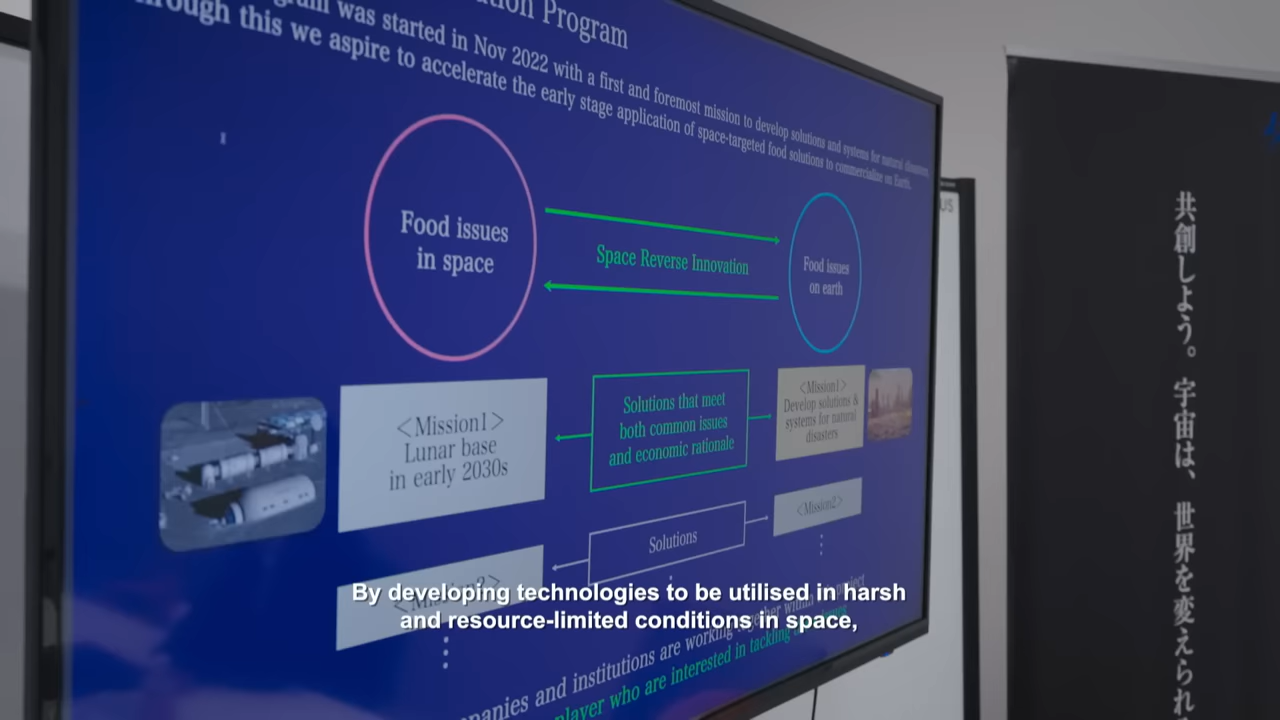 ion Program
gram was started in Nov 2022 with a first and foremost mission to develop solutions and systems for natural disasters,
rough this we aspire to accelerate the early stage application of space-targeted food solutions to commercialize on Earth.
Food issues
in space
Space Reverse Innovation
Food issues
on earth
<Mission1>
Lunar base
in early 2030s
Solutions that meet
both common issues
and economic rationale
<Mission1>
Develop solutions &
systems for natural
disasters
Solutions
<Mission2>
<Mission2>
By developing technologies to be utilised in harsh
and resource-limited conditions in space,
panies and institutions are working together within
player who are interested in tackling
US
共創しよう。宇宙は、世界を変えられ